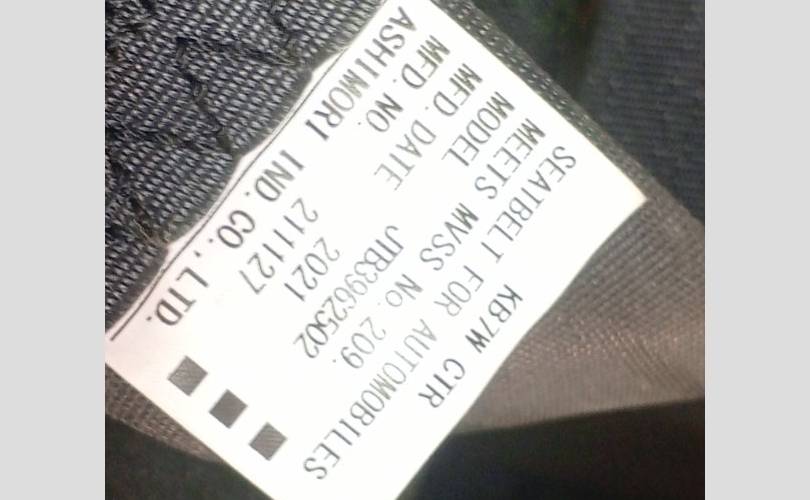 KB7W CTR
SEATBELT FOR AUTOMOBILES
MEETS MVSS No. 209.
MODEL JTB3962502
MFD. DATE 2021
MFD. NO. 211127
ASHIMORI IND. CO., LTD.